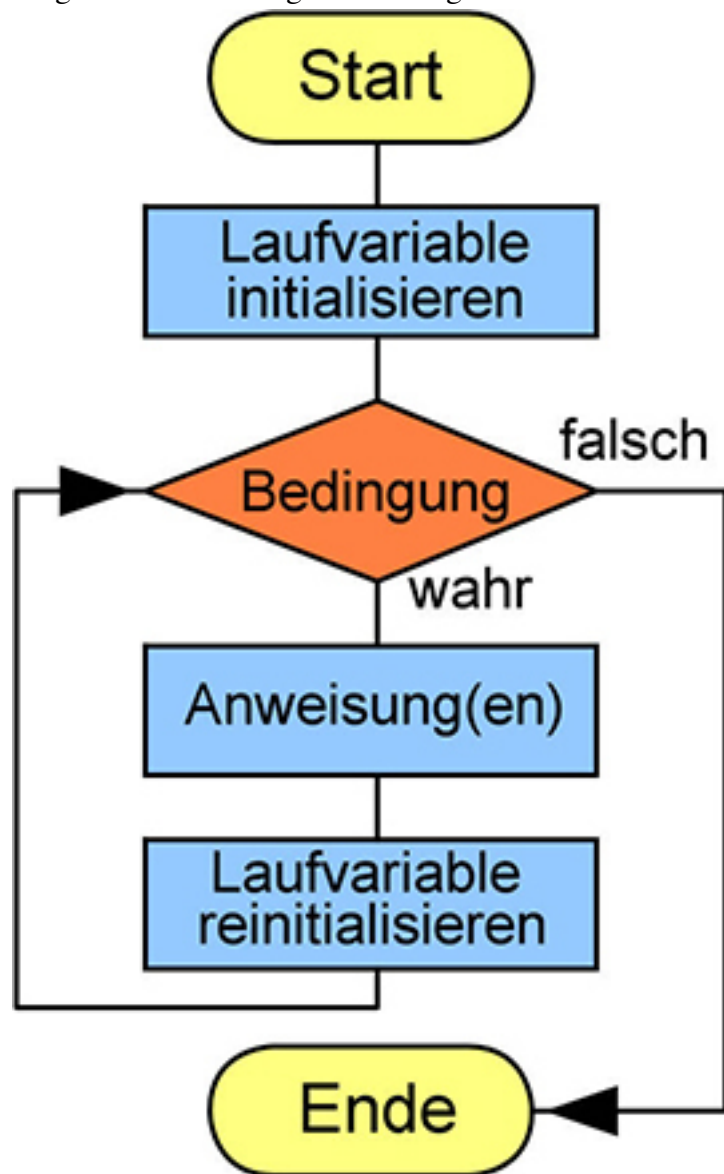 Start
Laufvariable
initialisieren
falsch
Bedingung
wahr
Anweisung(en)
Laufvariable
reinitialisieren
Ende